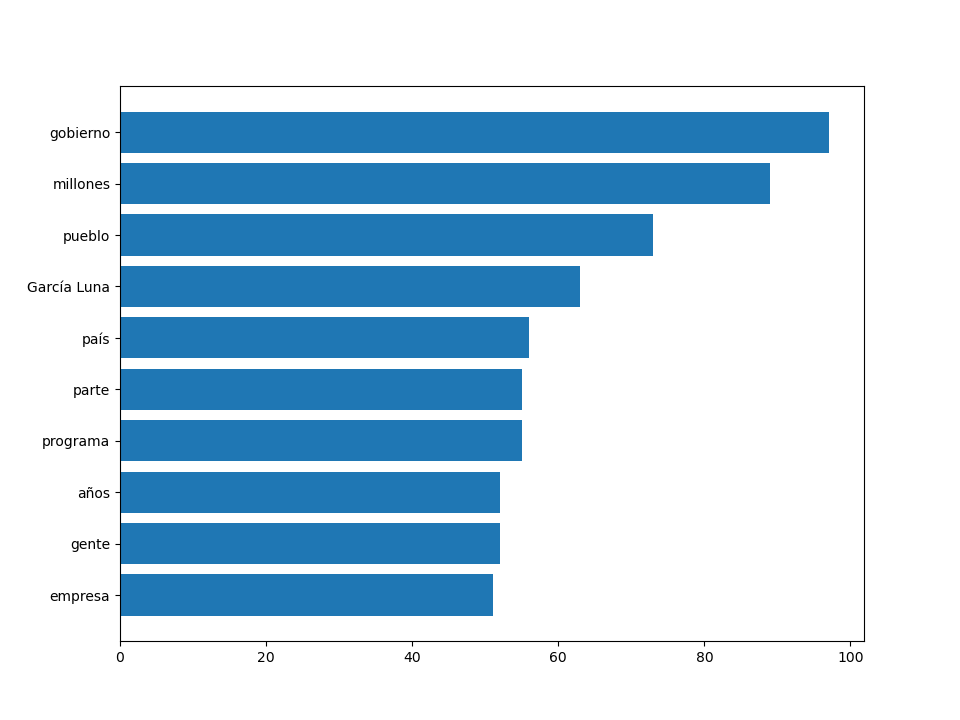 gobierno
millones
pueblo
García Luna
país
parte
programa
años
gente
empresa
0 20 40 60 80 100